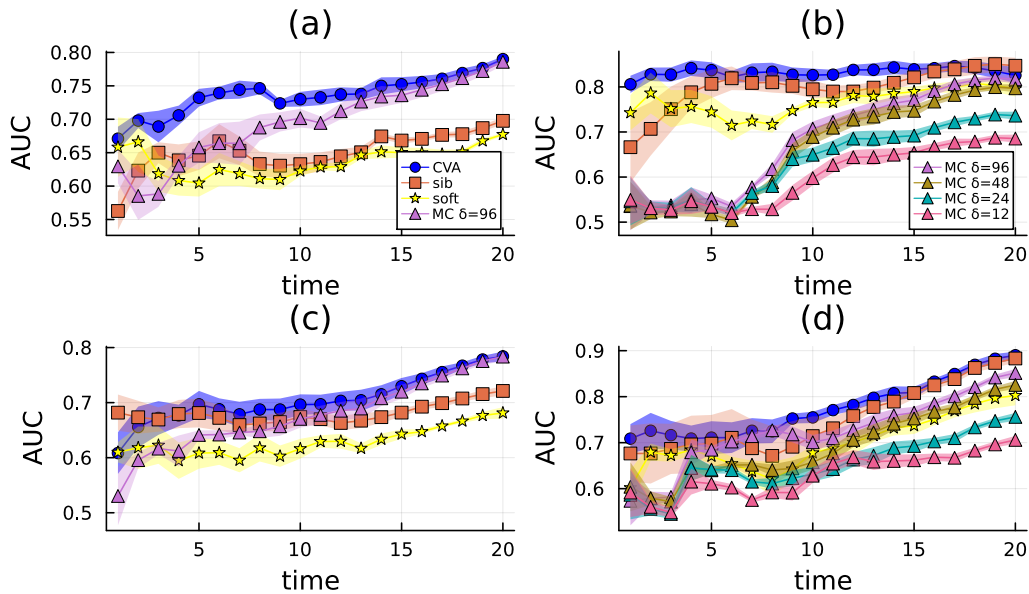 (a)
(b)
AUC
0.80
0.75
0.70
0.65
0.60
0.55
CVA
sib
soft
MC δ=96
5
10
15
20
time
AUC
0.8
0.7
0.6
0.5
MC δ=96
MC δ=48
MC δ=24
MC δ=12
5
10
15
20
time
(c)
(d)
AUC
0.8
0.7
0.6
0.5
5
10
15
20
time
AUC
0.9
0.8
0.7
0.6
5
10
15
20
time